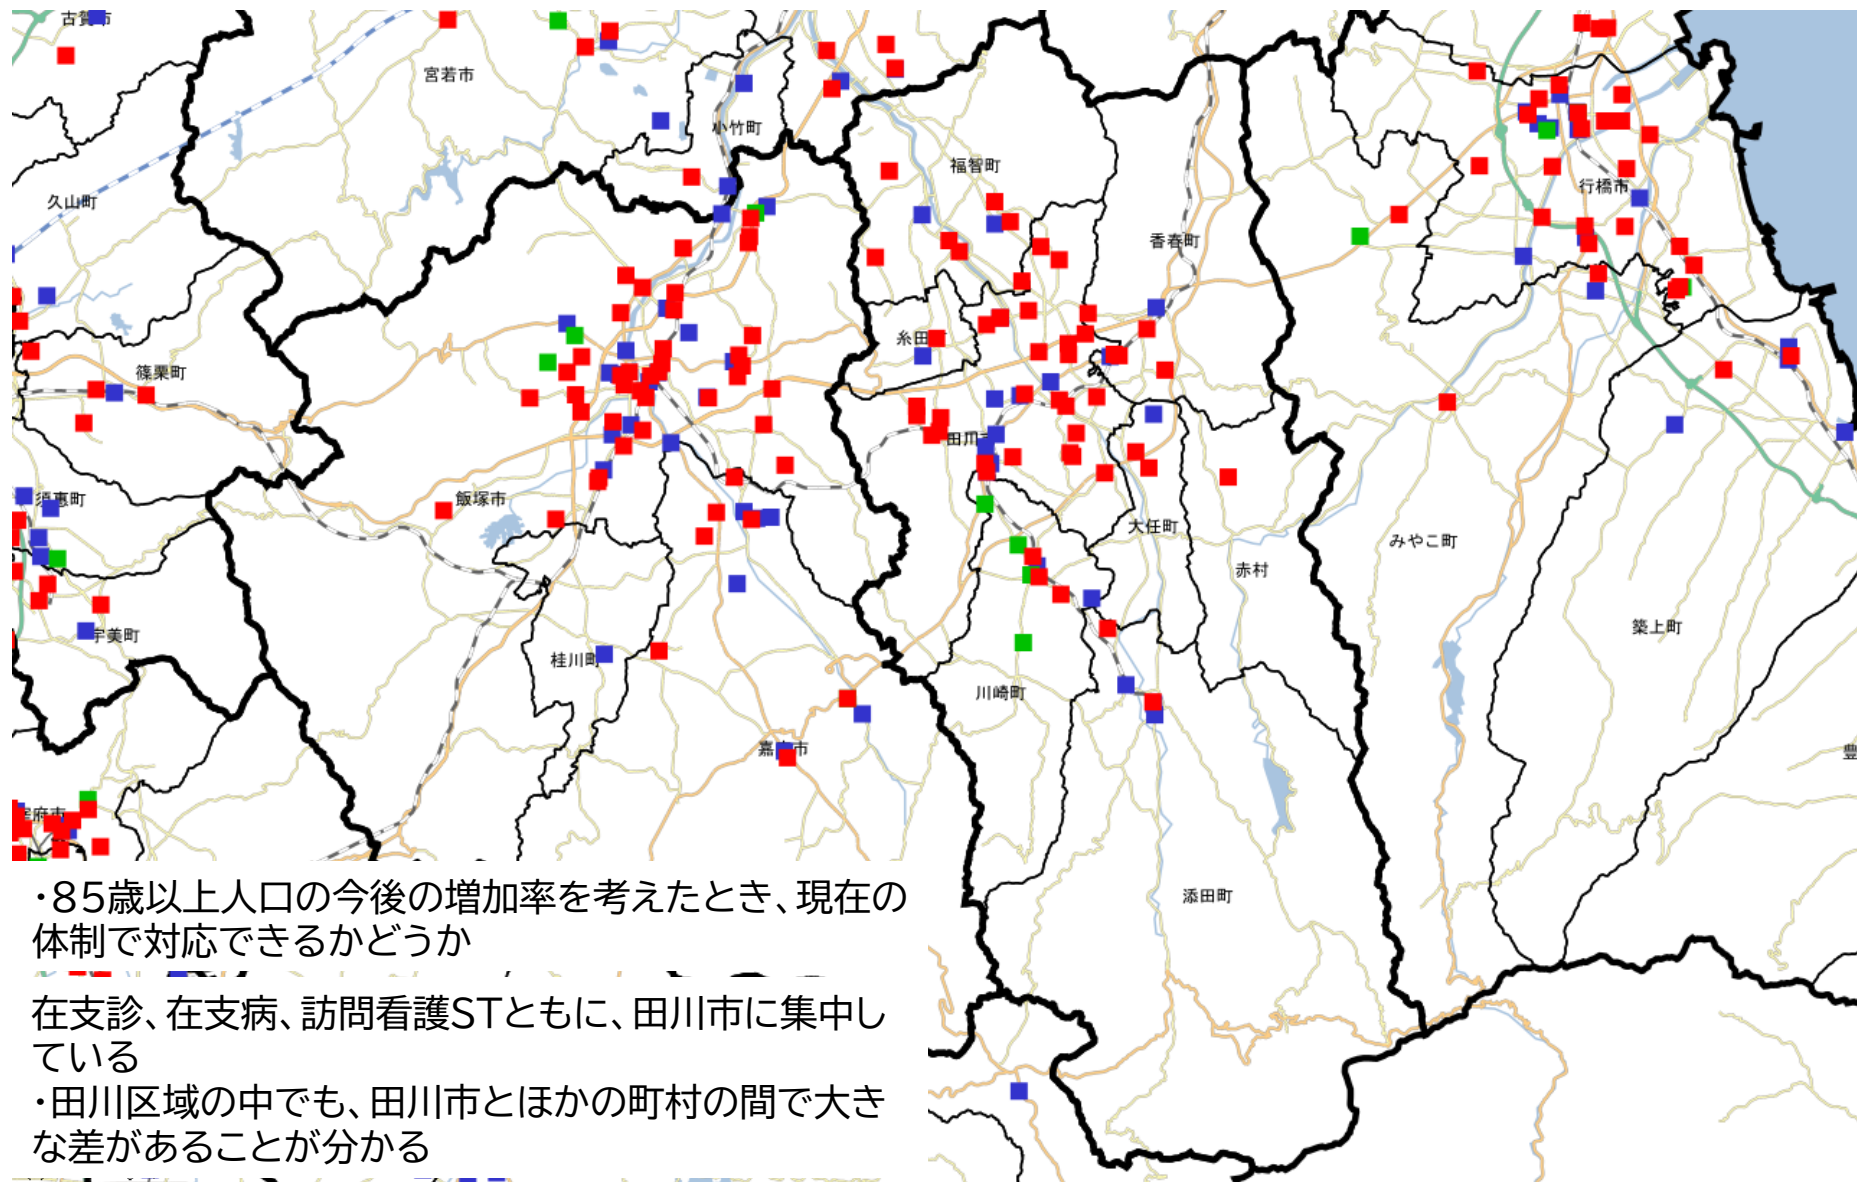 古賀市
宮若市
小竹町
福智町
久山町
行橋市
香春町
糸田
篠栗町
田川
須恵町
飯塚市
大任町
みやこ町
赤村
宇美町
築上町
桂川町
川崎町
嘉 市
豊
府市
添田町
・85歳以上人口の今後の増加率を考えたとき、現在の
体制で対応できるかどうか
在支診、在支病、訪問看護STともに、田川市に集中し
ている
・田川区域の中でも、田川市とほかの町村の間で大き
な差があることが分かる